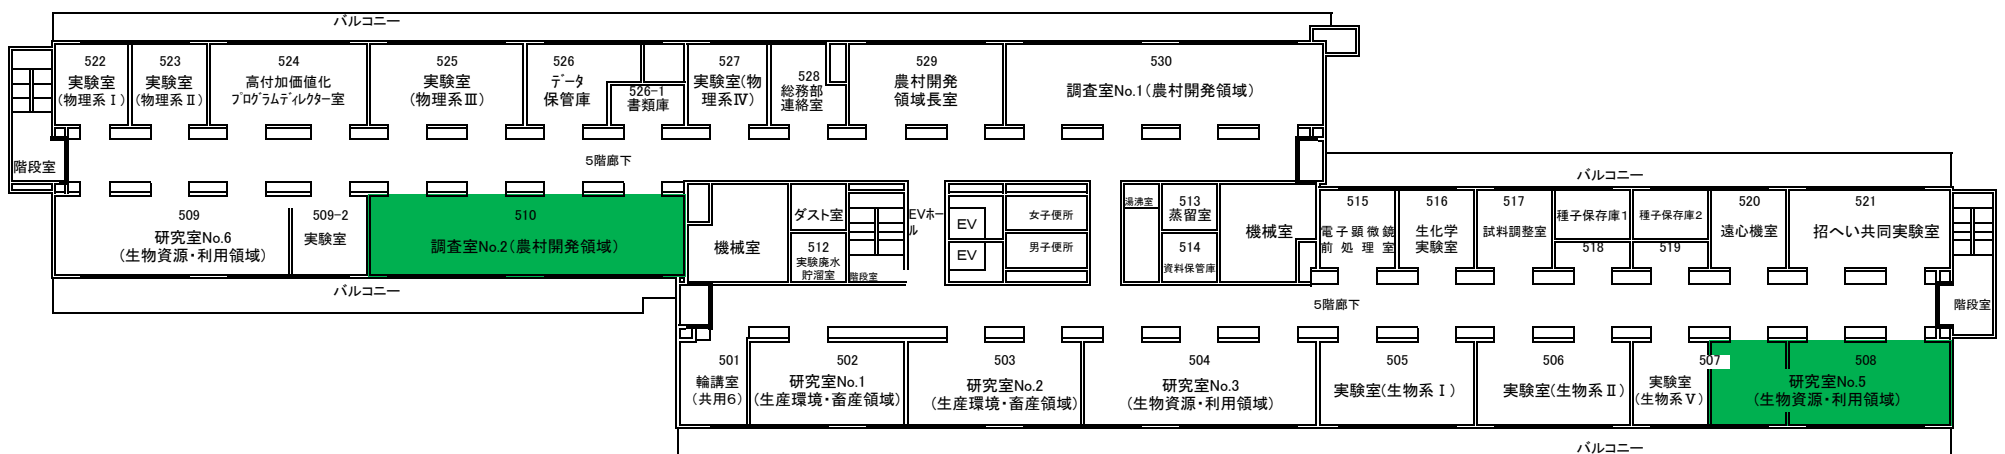 バルコニー
522
実験室
(物理系Ⅰ)
523
実験室
(物理系Ⅱ)
524
高付加価値化
プログラムディレクター室
525
実験室
(物理系Ⅲ)
526
データ
保管庫
526-1
書類庫
527
実験室(物
理系Ⅳ)
528
総務部
連絡室
529
農村開発
領域長室
530
調査室No.1(農村開発領域)
階段室
5階廊下
バルコニー
509
研究室No.6
(生物資源・利用領域)
509-2
実験室
510
調査室No.2(農村開発領域)
機械室
ダスト室
512
実験廃水
貯溜室
階段室
EVホー
ル
EV
EV
女子便所
男子便所
湯沸室
513
蒸留室
514
資料保管庫
機械室
515
電子顕微鏡
前処理室
516
生化学
実験室
517
試料調整室
種子保存庫1
518
種子保存庫2
519
520
遠心機室
521
招へい共同実験室
バルコニー
5階廊下
階段室
501
輪講室
(共用6)
502
研究室No.1
(生産環境・畜産領域)
503
研究室No.2
(生産環境・畜産領域)
504
研究室No.3
(生物資源・利用領域)
505
実験室(生物系Ⅰ)
506
実験室(生物系Ⅱ)
507
実験室
(生物系Ⅴ)
508
研究室No.5
(生物資源・利用領域)
バルコニー